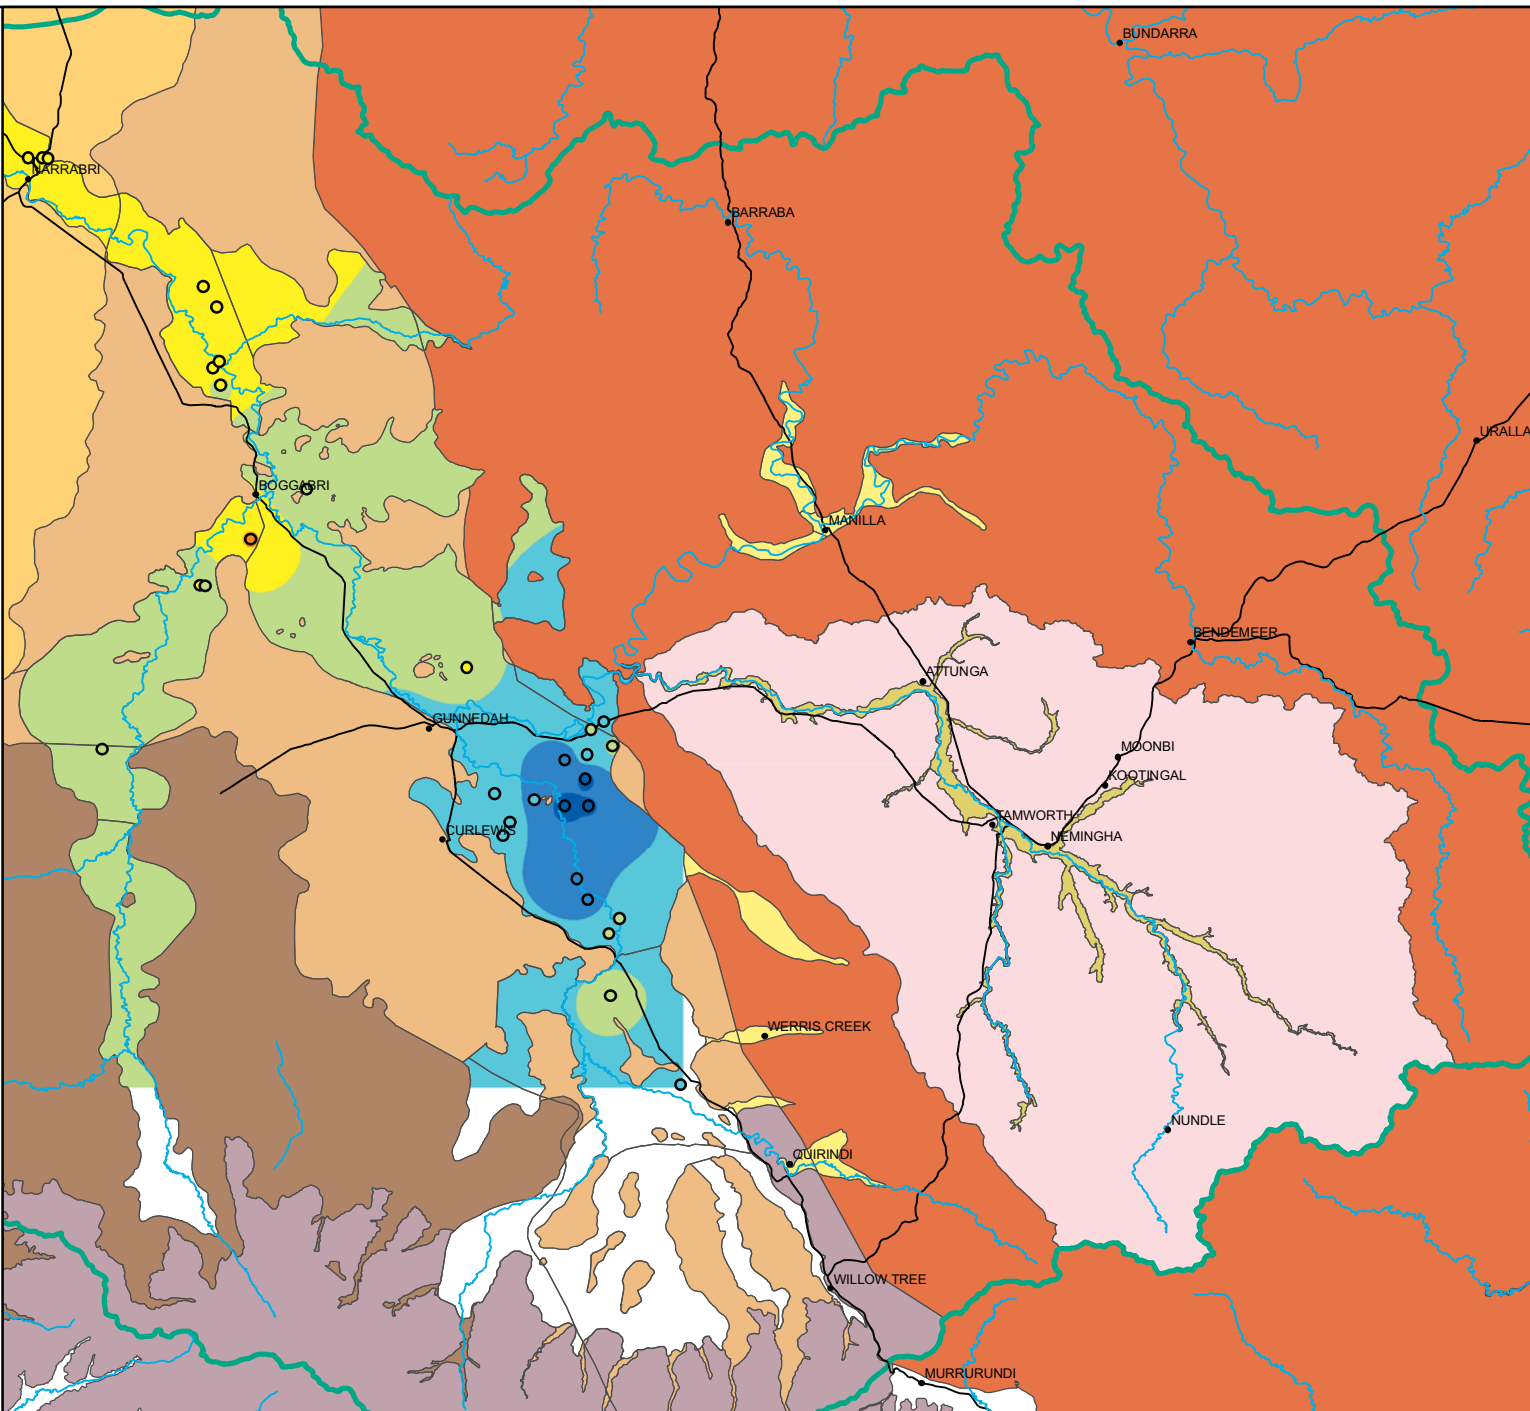 BUNDARRA
NARRABRI
BARRABA
URALLA
BOGGABRI
MANILLA
BENDEMEER
ATTUNGA
GUNNEDAH
MOONBI
KOOTINGAL
TAMWORTH
CURLEWIS
NEMINGHA
WERRIS CREEK
NUNDLE
QUIRINDI
WILLOW TREE
MURRURUNDI